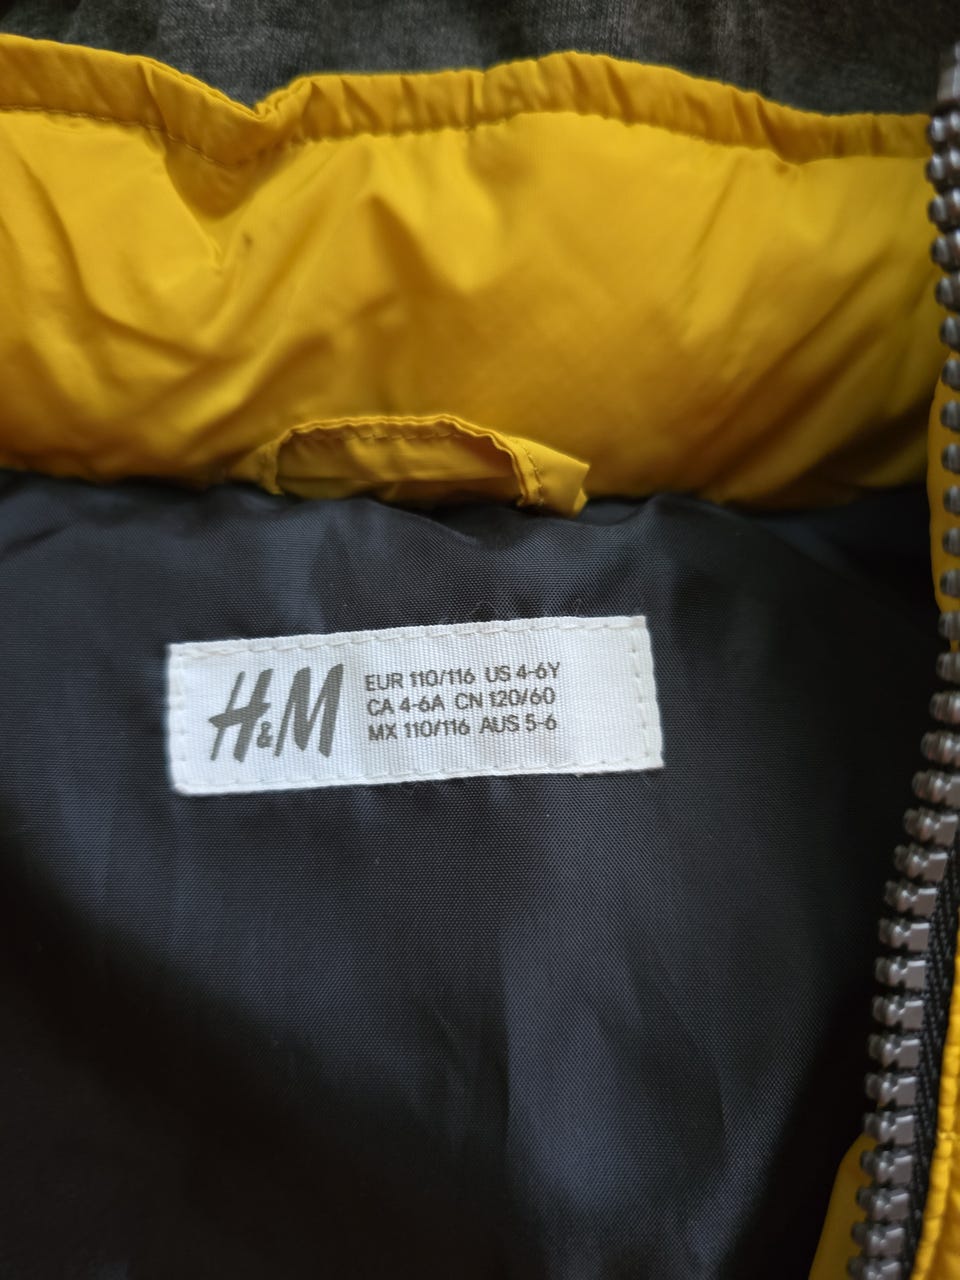 H&M
EUR 110/116 US 4-6Y
CA 4-6A CN 120/60
MX 110/116 AUS 5-6